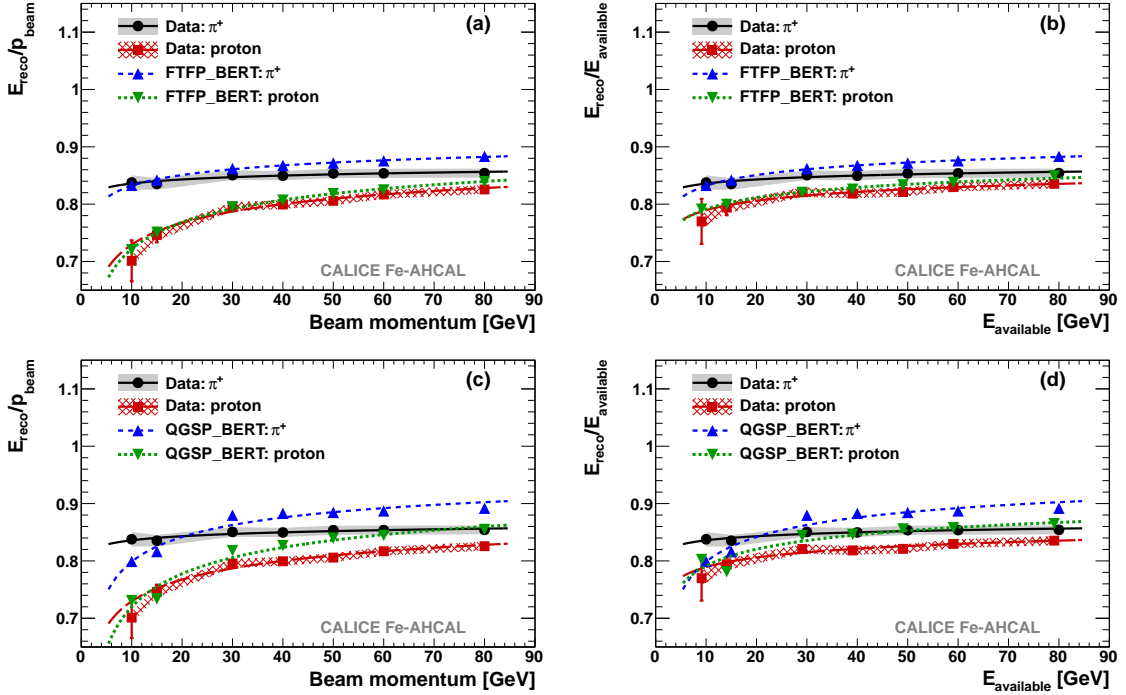 (a)
E_reco/p_beam
Data: π⁺
Data: proton
FTFP_BERT: π⁺
FTFP_BERT: proton
1.1
1
0.9
0.8
0.7
CALICE Fe-AHCAL
0 10 20 30 40 50 60 70 80 90
Beam momentum [GeV]
(b)
E_reco/E_available
Data: π⁺
Data: proton
FTFP_BERT: π⁺
FTFP_BERT: proton
1.1
1
0.9
0.8
0.7
CALICE Fe-AHCAL
0 10 20 30 40 50 60 70 80 90
E_available [GeV]
(c)
E_reco/p_beam
Data: π⁺
Data: proton
QGSP_BERT: π⁺
QGSP_BERT: proton
1.1
1
0.9
0.8
0.7
CALICE Fe-AHCAL
0 10 20 30 40 50 60 70 80 90
Beam momentum [GeV]
(d)
E_reco/E_available
Data: π⁺
Data: proton
QGSP_BERT: π⁺
QGSP_BERT: proton
1.1
1
0.9
0.8
0.7
CALICE Fe-AHCAL
0 10 20 30 40 50 60 70 80 90
E_available [GeV]